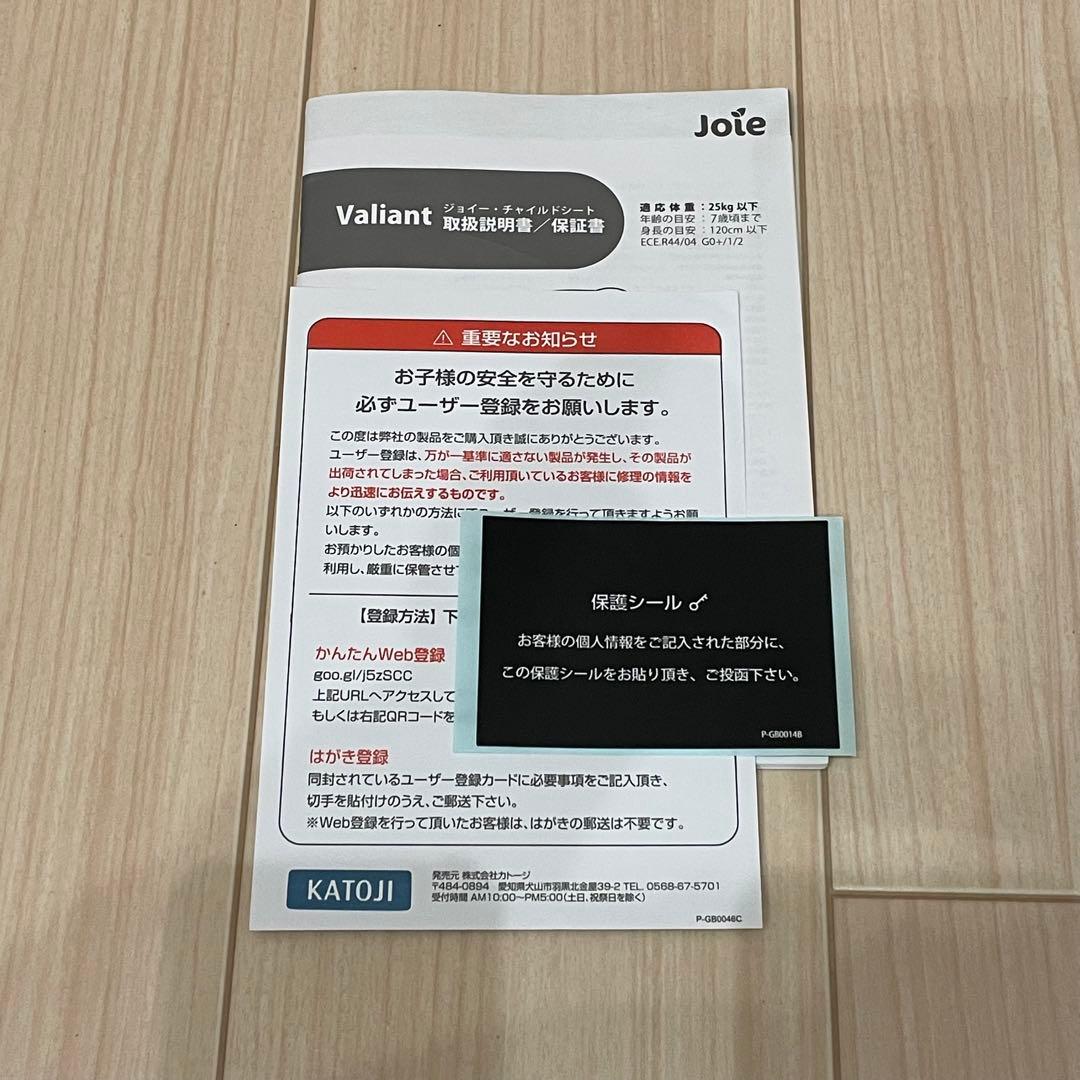 Joie
Valiant ジョイー・チャイルドシート
取扱説明書／保証書
適応体重：25kg 以下
年齢の目安：7歳頃まで
身長の目安：120cm 以下
ECE.R44/04 G0+/1/2
⚠ 重要なお知らせ
お子様の安全を守るために
必ずユーザー登録をお願いします。
この度は弊社の製品をご購入頂き誠にありがとうございます。
ユーザー登録は、万が一基準に適さない製品が発生し、その製品が
出荷されてしまった場合、ご利用頂いているお客様に修理の情報を
より迅速にお伝えするものです。
以下のいずれかの方法にてユーザー登録を行って頂きますようお願
いします。
お預かりしたお客様の個
利用し、厳重に保管させ
【登録方法】下
かんたんWeb登録
goo.gl/j5zSCC
上記URLへアクセスして
もしくは右記QRコードを
保護シール
お客様の個人情報をご記入された部分に、
この保護シールをお貼り頂き、ご投函下さい。
P-GB0014B
はがき登録
同封されているユーザー登録カードに必要事項をご記入頂き、
切手を貼付けのうえ、ご郵送下さい。
※Web登録を行って頂いたお客様は、はがきの郵送は不要です。
KATOJI
発売元 株式会社カトージ
〒484-0894 愛知県犬山市羽黒北金屋39-2 TEL. 0568-67-5701
受付時間 AM10:00〜PM5:00（土日、祝祭日を除く）
P-GB0046C